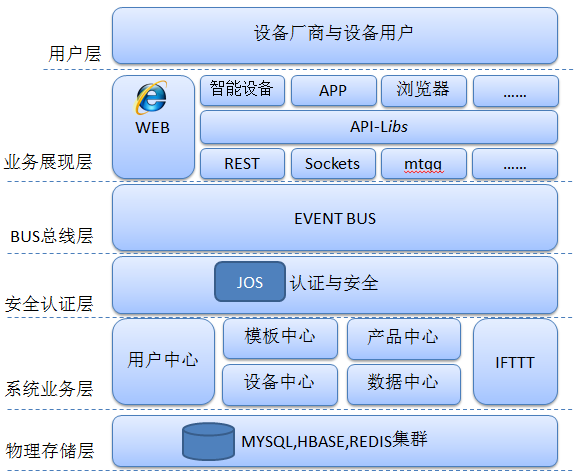 设备厂商与设备用户
用户层
WEB
智能设备
APP
浏览器
……
API-Libs
REST
Sockets
mtqq
……
业务展现层
EVENT BUS
BUS总线层
JOS
认证与安全
安全认证层
用户中心
模板中心
产品中心
设备中心
数据中心
IFTTT
系统业务层
MYSQL,HBASE,REDIS集群
物理存储层